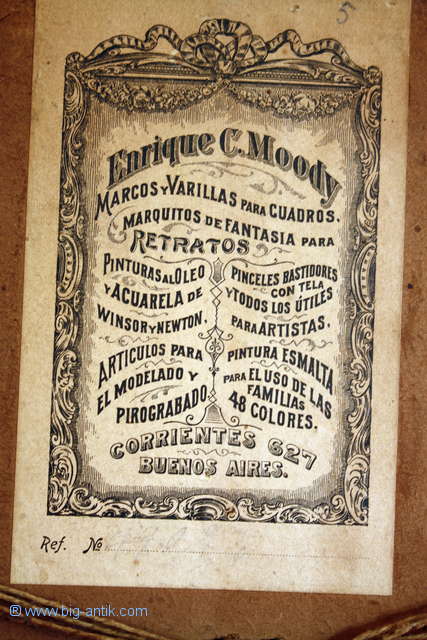 5
Enrique C. Moody
MARCOS Y VARILLAS PARA CUADROS.
MARQUITOS DE FANTASIA PARA
RETRATOS
PINTURAS AL OLEO
Y ACUARELA DE
WINSOR Y NEWTON.
PINCELES BASTIDORES
CON TELA
Y TODOS LOS ÚTILES
PARA ARTISTAS.
ARTICULOS PARA
EL MODELADO Y
PIROGRABADO.
PINTURA ESMALTA
PARA EL USO DE LAS
FAMILIAS
48 COLORES.
CORRIENTES 627
BUENOS AIRES.
Ref. No
® www.big-antik.com